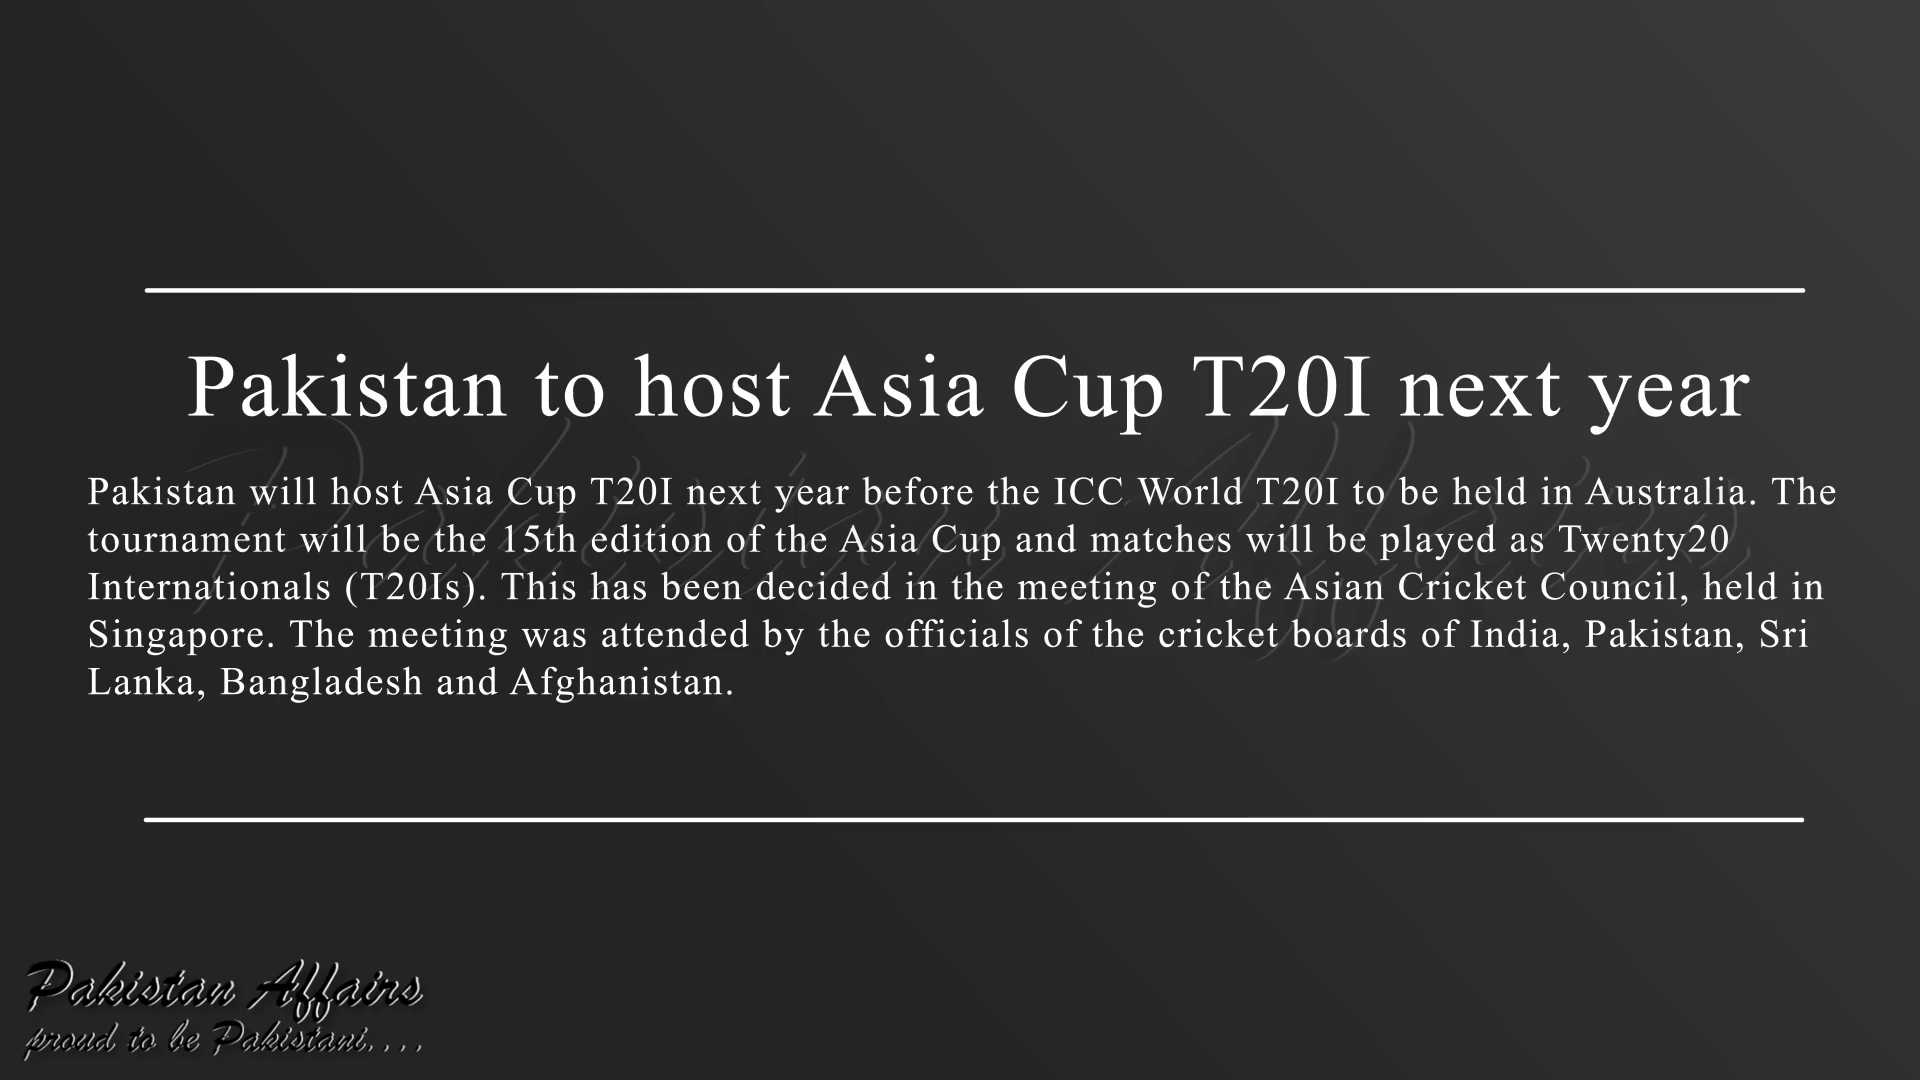 Pakistan to host Asia Cup T20I next year
Pakistan will host Asia Cup T20I next year before the ICC World T20I to be held in Australia. The
tournament will be the 15th edition of the Asia Cup and matches will be played as Twenty20
Internationals (T20Is). This has been decided in the meeting of the Asian Cricket Council, held in
Singapore. The meeting was attended by the officials of the cricket boards of India, Pakistan, Sri
Lanka, Bangladesh and Afghanistan.
Pakistan Affairs
Pakistan Affairs
proud to be Pakistani....